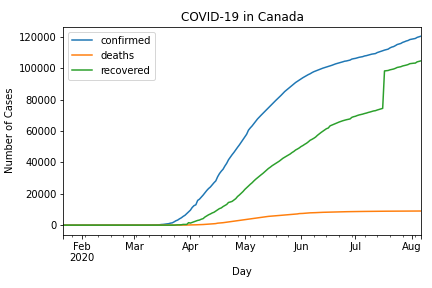 COVID-19 in Canada
confirmed
deaths
recovered
Number of Cases
120000
100000
80000
60000
40000
20000
0
Feb Mar Apr May Jun Jul Aug
2020
Day